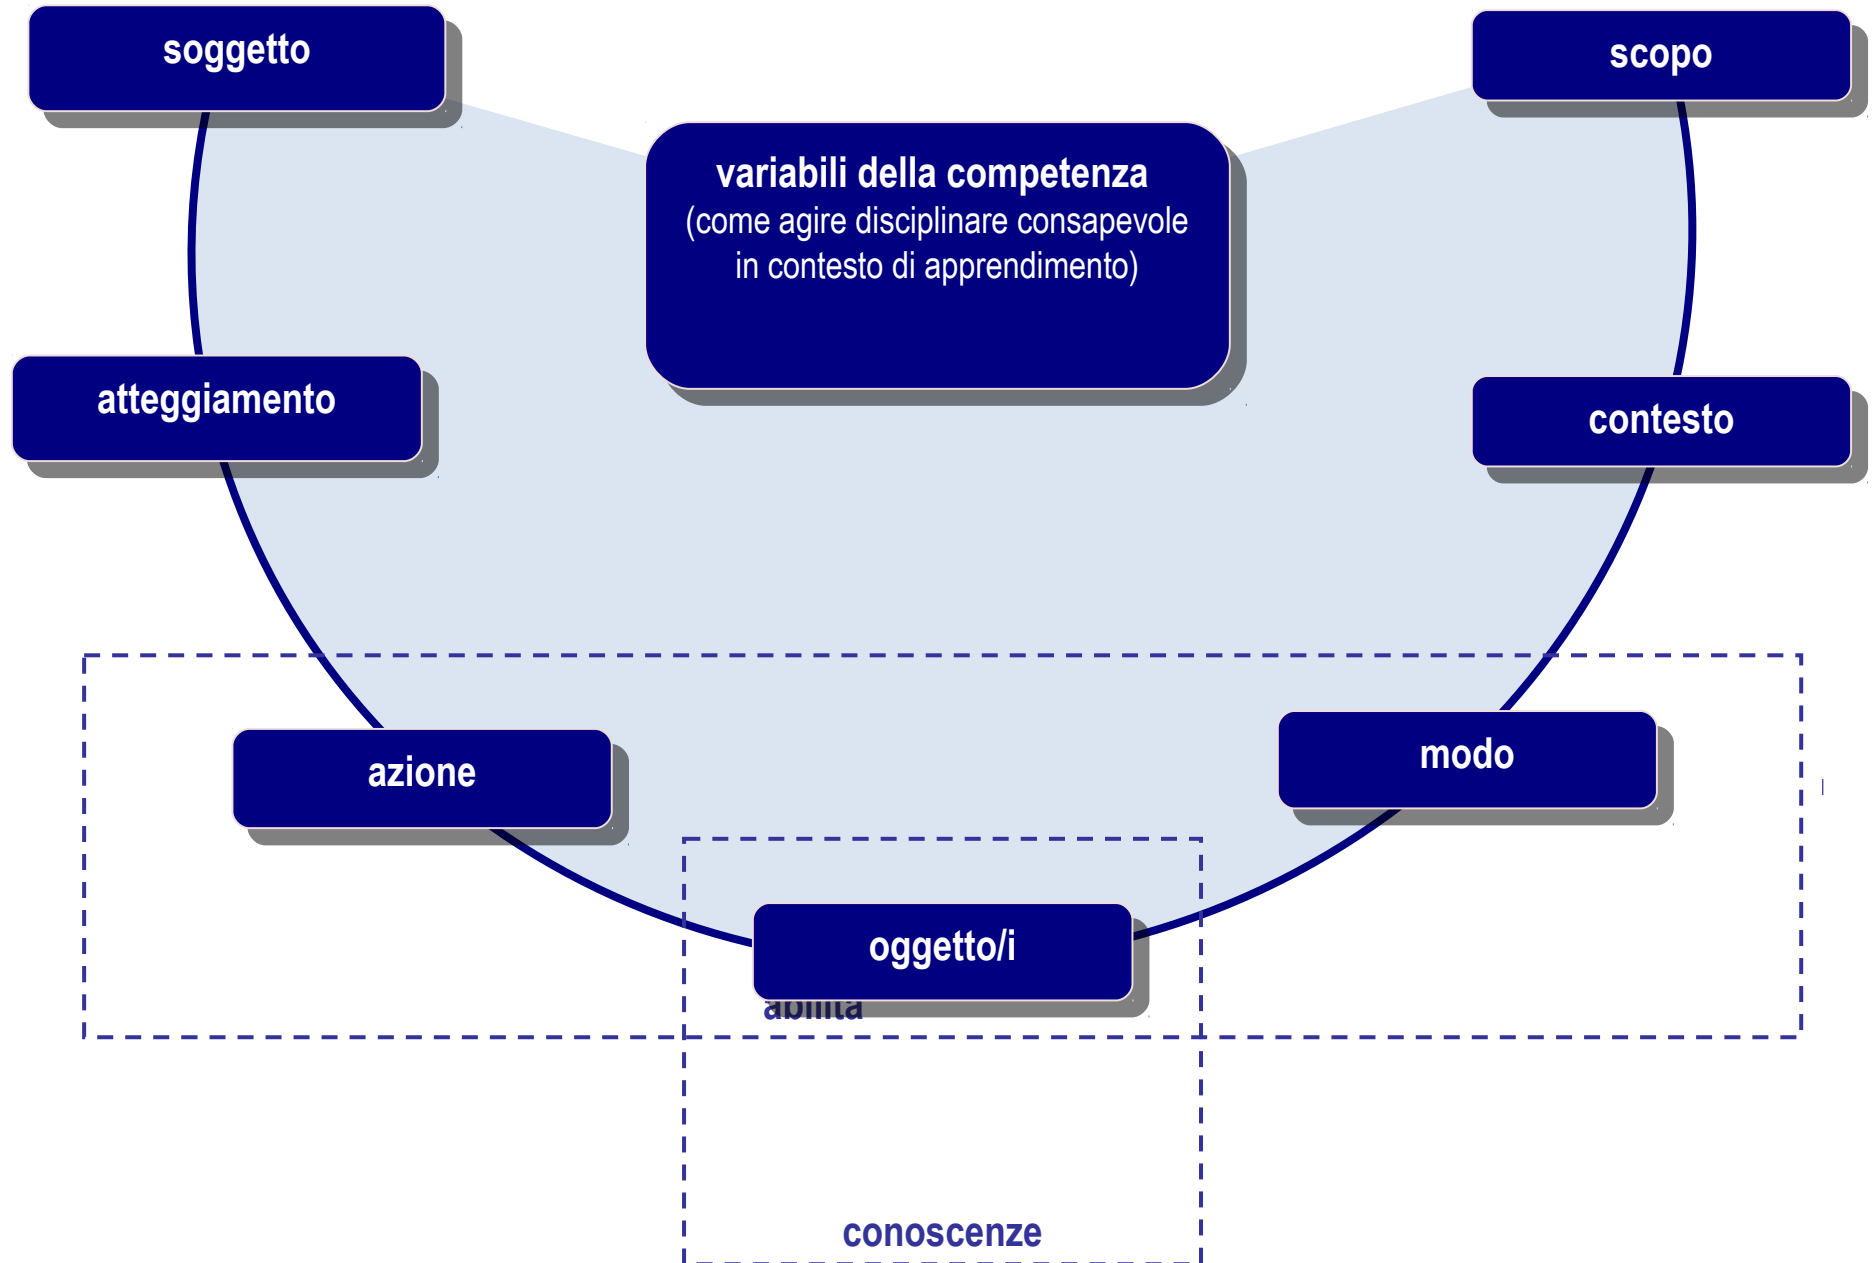 soggetto
scopo
variabili della competenza
(come agire disciplinare consapevole
in contesto di apprendimento)
atteggiamento
contesto
azione
modo
oggetto/i
abilità
conoscenze